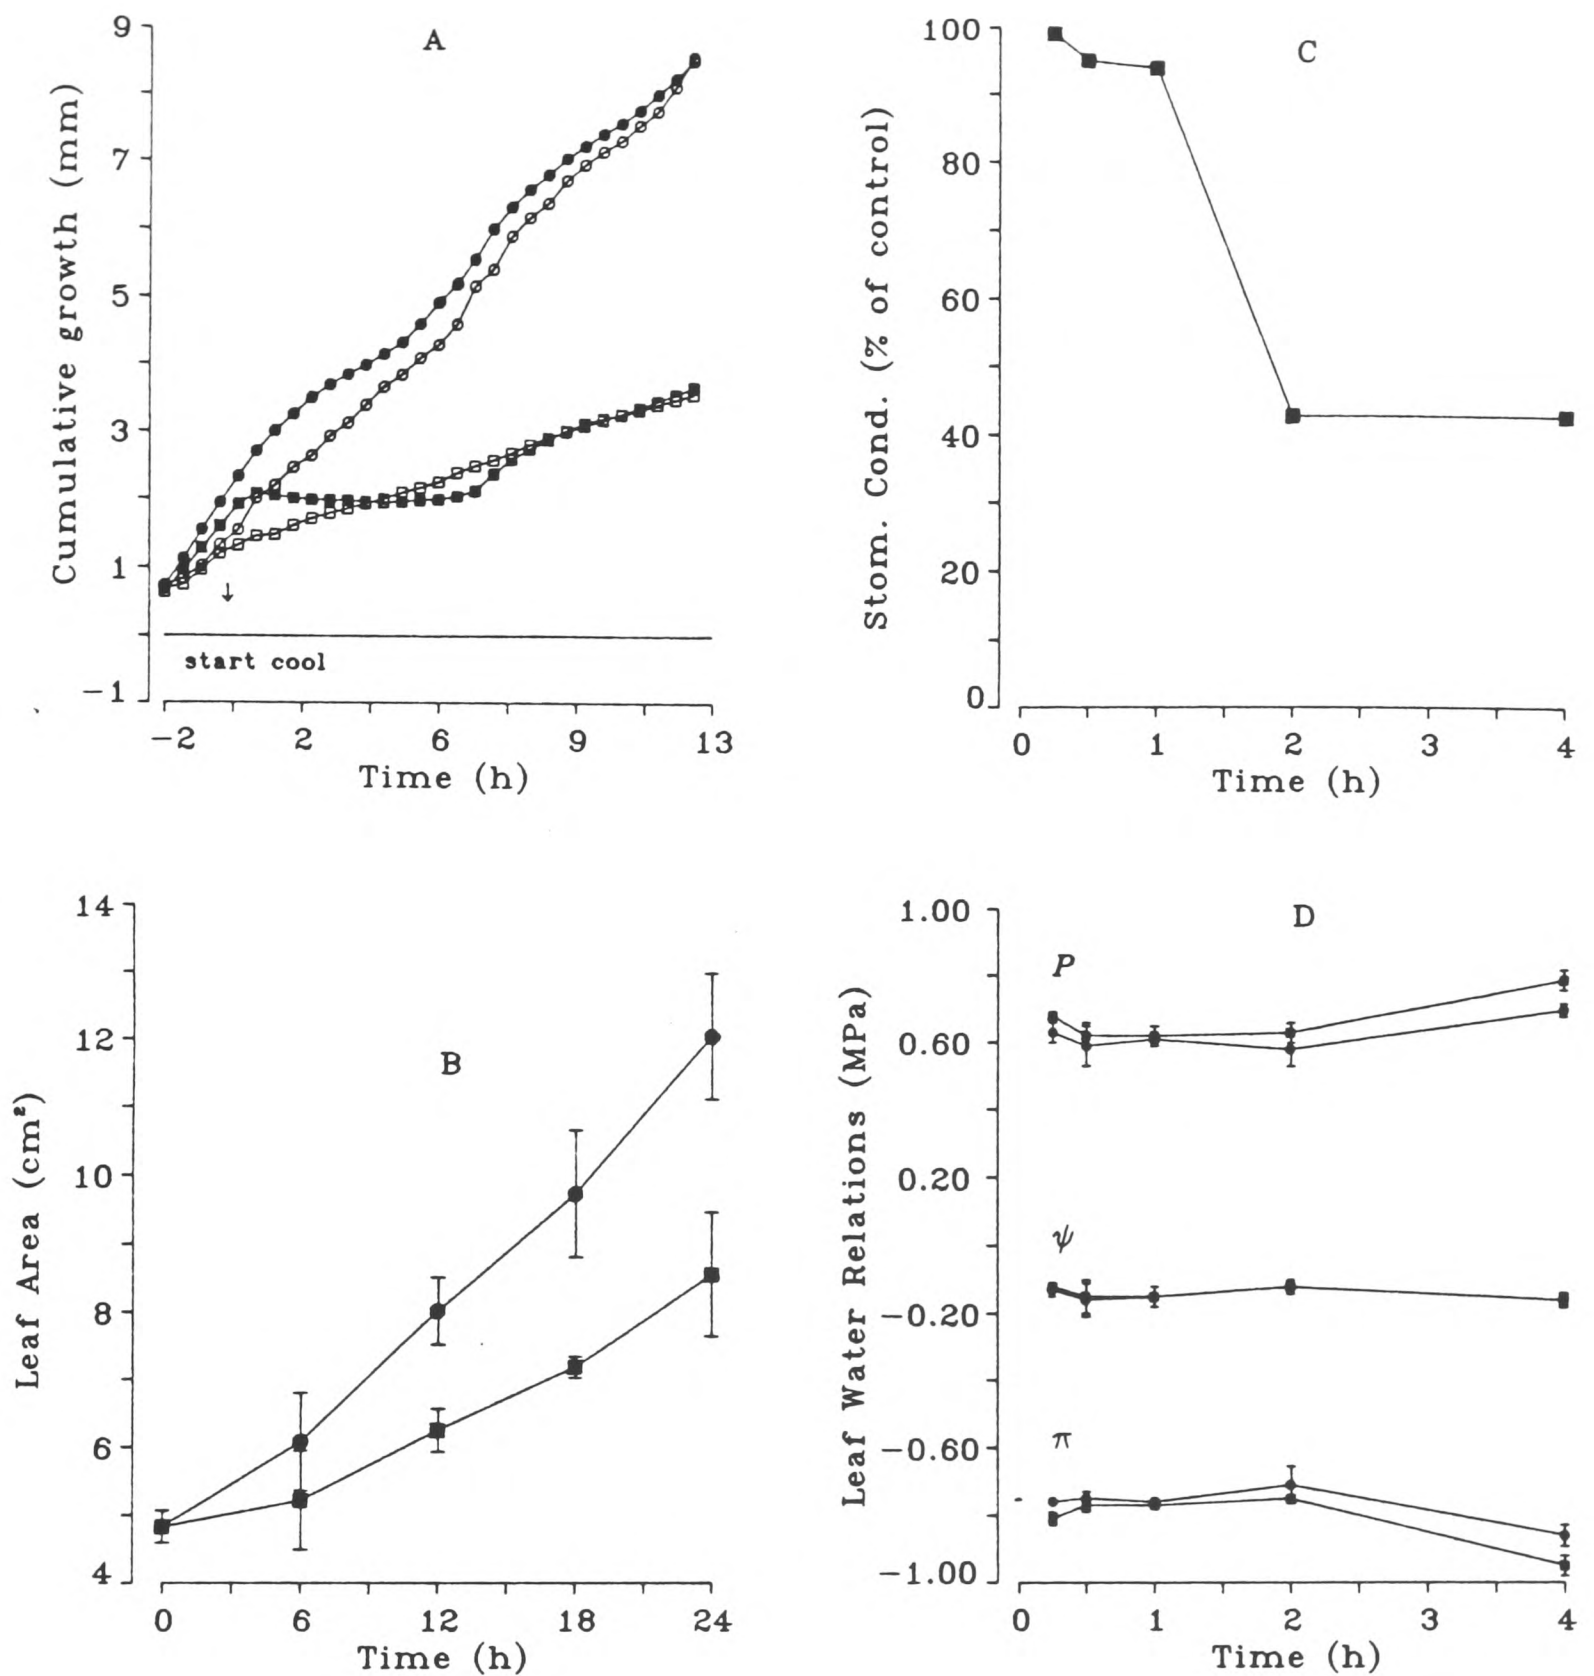 A
Cumulative growth (mm)
9
7
5
3
1
−1
↓
start cool
−2 2 6 9 13
Time (h)
C
Stom. Cond. (% of control)
100
80
60
40
20
0
0 1 2 3 4
Time (h)
B
Leaf Area (cm²)
14
12
10
8
6
4
0 6 12 18 24
Time (h)
D
Leaf Water Relations (MPa)
1.00
0.60
0.20
−0.20
−0.60
−1.00
P
ψ
π
0 1 2 3 4
Time (h)